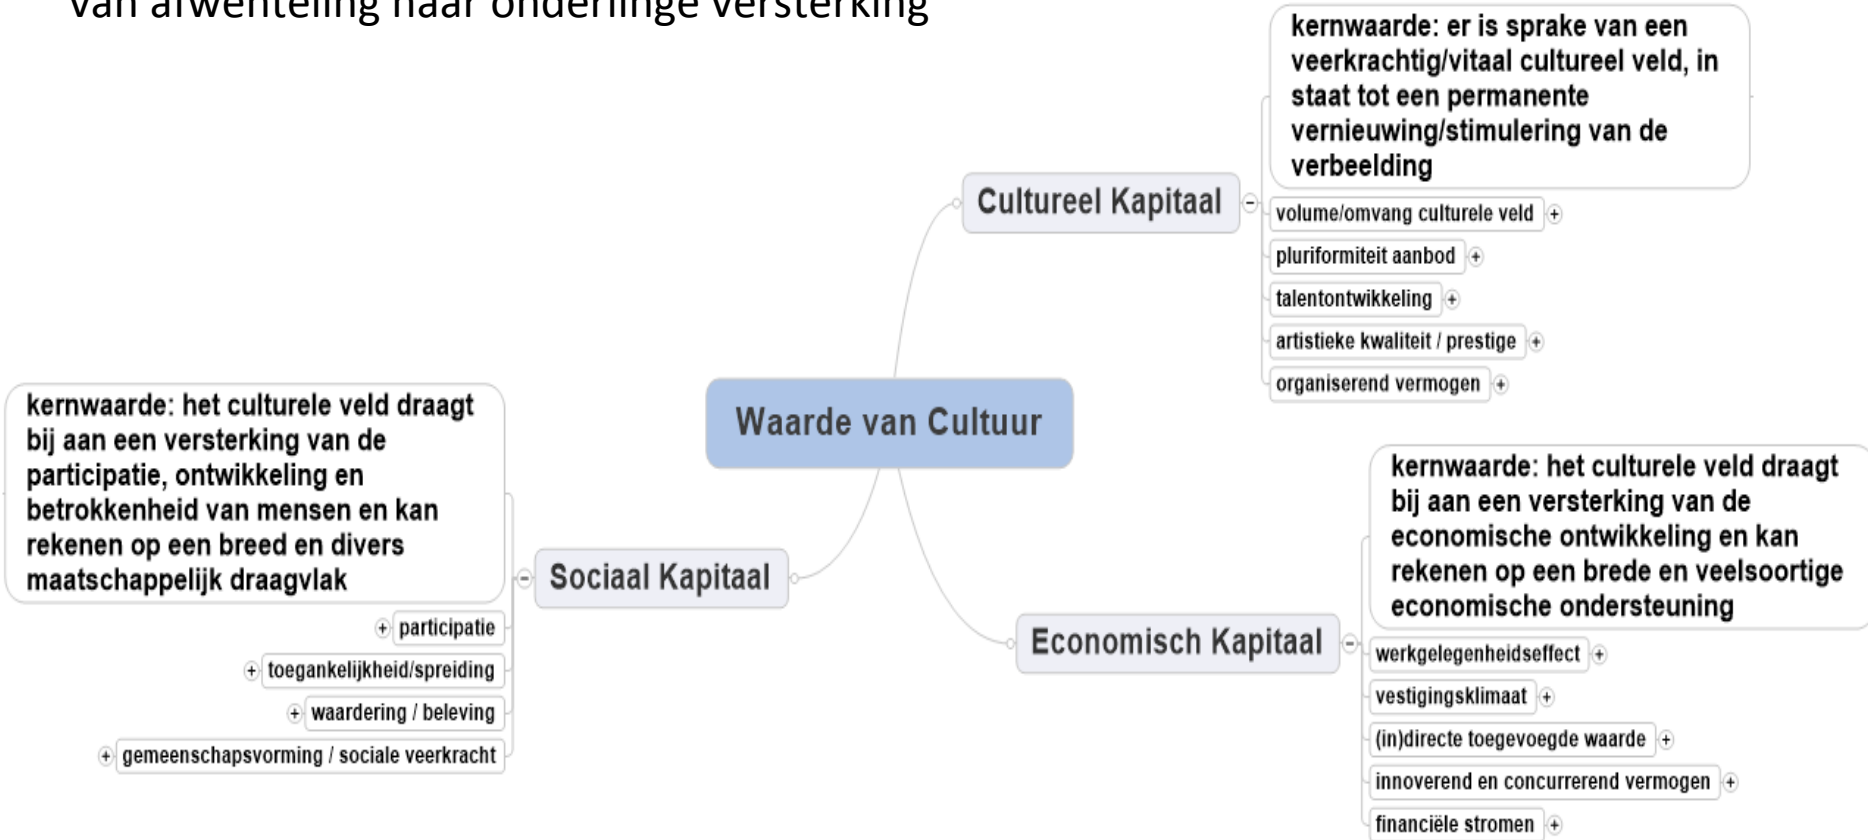 van afwenteling naar onderlinge versterking
kernwaarde: er is sprake van een
veerkrachtig/vitaal cultureel veld, in
staat tot een permanente
vernieuwing/stimulering van de
verbeelding
Cultureel Kapitaal
volume/omvang culturele veld
pluriformiteit aanbod
talentontwikkeling
artistieke kwaliteit / prestige
organiserend vermogen
Waarde van Cultuur
kernwaarde: het culturele veld draagt
bij aan een versterking van de
participatie, ontwikkeling en
betrokkenheid van mensen en kan
rekenen op een breed en divers
maatschappelijk draagvlak
Sociaal Kapitaal
participatie
toegankelijkheid/spreiding
waardering / beleving
gemeenschapsvorming / sociale veerkracht
kernwaarde: het culturele veld draagt
bij aan een versterking van de
economische ontwikkeling en kan
rekenen op een brede en veelsoortige
economische ondersteuning
Economisch Kapitaal
werkgelegenheidseffect
vestigingsklimaat
(in)directe toegevoegde waarde
innoverend en concurrerend vermogen
financiële stromen